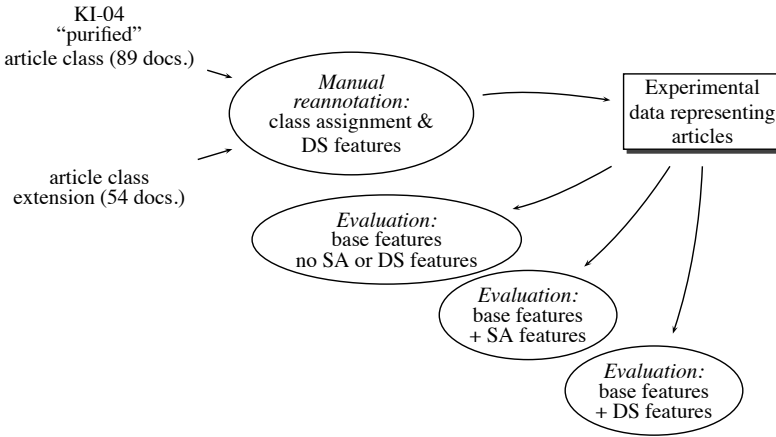 KI-04
“purified”
article class (89 docs.)
Manual
reannotation:
class assignment &
DS features
Experimental
data representing
articles
article class
extension (54 docs.)
Evaluation:
base features
no SA or DS features
Evaluation:
base features
+ SA features
Evaluation:
base features
+ DS features